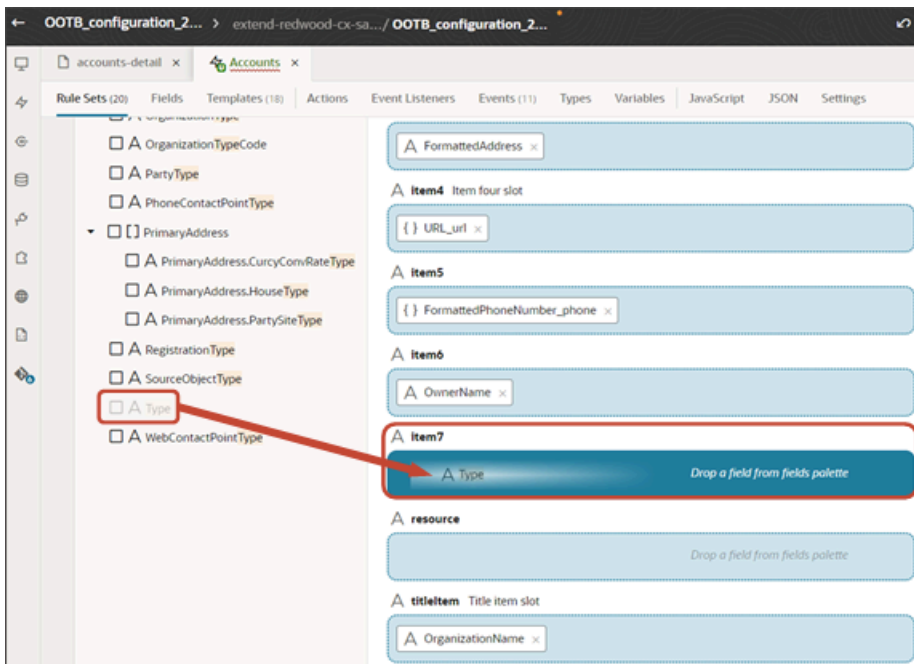 OOTB_configuration_2... > extend-redwood-cx-sa.../ OOTB_configuration_2...
accounts-detail × Accounts ×
Rule Sets (20) Fields Templates (18) Actions Event Listeners Events (11) Types Variables JavaScript JSON Settings
OrganizationType
OrganizationTypeCode
PartyType
PhoneContactPointType
[ ] PrimaryAddress
PrimaryAddress.CurcyConvRateType
PrimaryAddress.HouseType
PrimaryAddress.PartySiteType
RegistrationType
SourceObjectType
Type
WebContactPointType
A FormattedAddress ×
A item4 Item four slot
{ } URL_url ×
A item5
{ } FormattedPhoneNumber_phone ×
A item6
A OwnerName ×
A item7
A Type Drop a field from fields palette
A resource
Drop a field from fields palette
A titleItem Title item slot
A OrganizationName ×